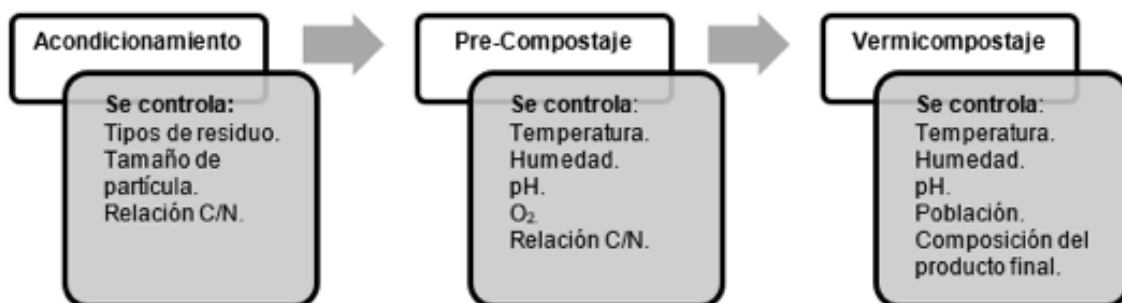 Acondicionamiento
Se controla:
Tipos de residuo.
Tamaño de
partícula.
Relación C/N.
Pre-Compostaje
Se controla:
Temperatura.
Humedad.
pH.
O₂.
Relación C/N.
Vermicompostaje
Se controla:
Temperatura.
Humedad.
pH.
Población.
Composición del
producto final.